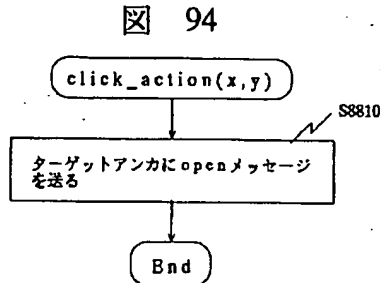 図 94
click_action(x,y)
S8810
ターゲットアンカにopenメッセージ
を送る
End